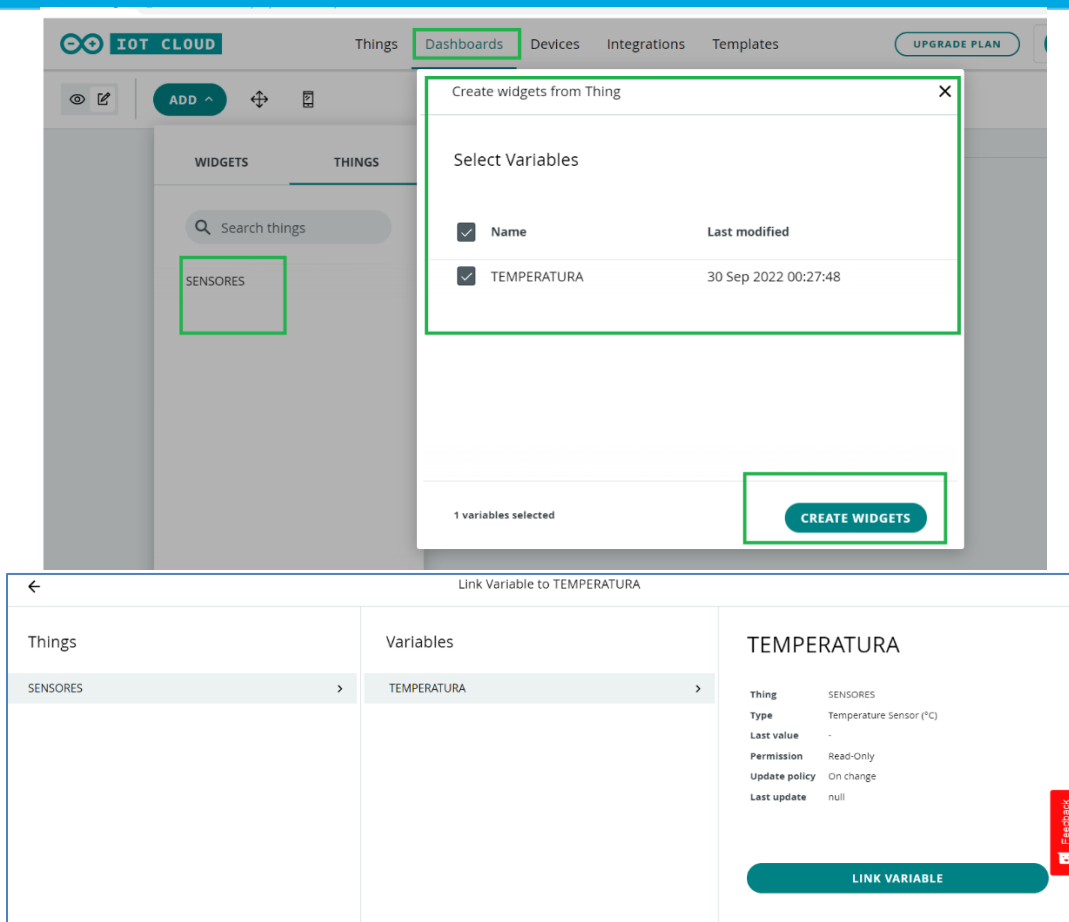 IOT CLOUD Things Dashboards Devices Integrations Templates UPGRADE PLAN
ADD
Create widgets from Thing
WIDGETS THINGS
Select Variables
Search things
Name Last modified
SENSORES
TEMPERATURA 30 Sep 2022 00:27:48
1 variables selected
CREATE WIDGETS
Link Variable to TEMPERATURA
Things Variables TEMPERATURA
SENSORES TEMPERATURA
Thing SENSORES
Type Temperature Sensor (°C)
Last value -
Permission Read-Only
Update policy On change
Last update null
Feedback
LINK VARIABLE